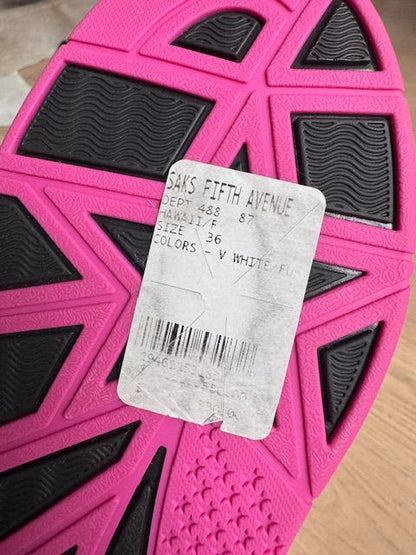 SAKS FIFTH AVENUE
DEPT 488 87
HAWAII/F
SIZE 36
COLORS - V WHITE-FU